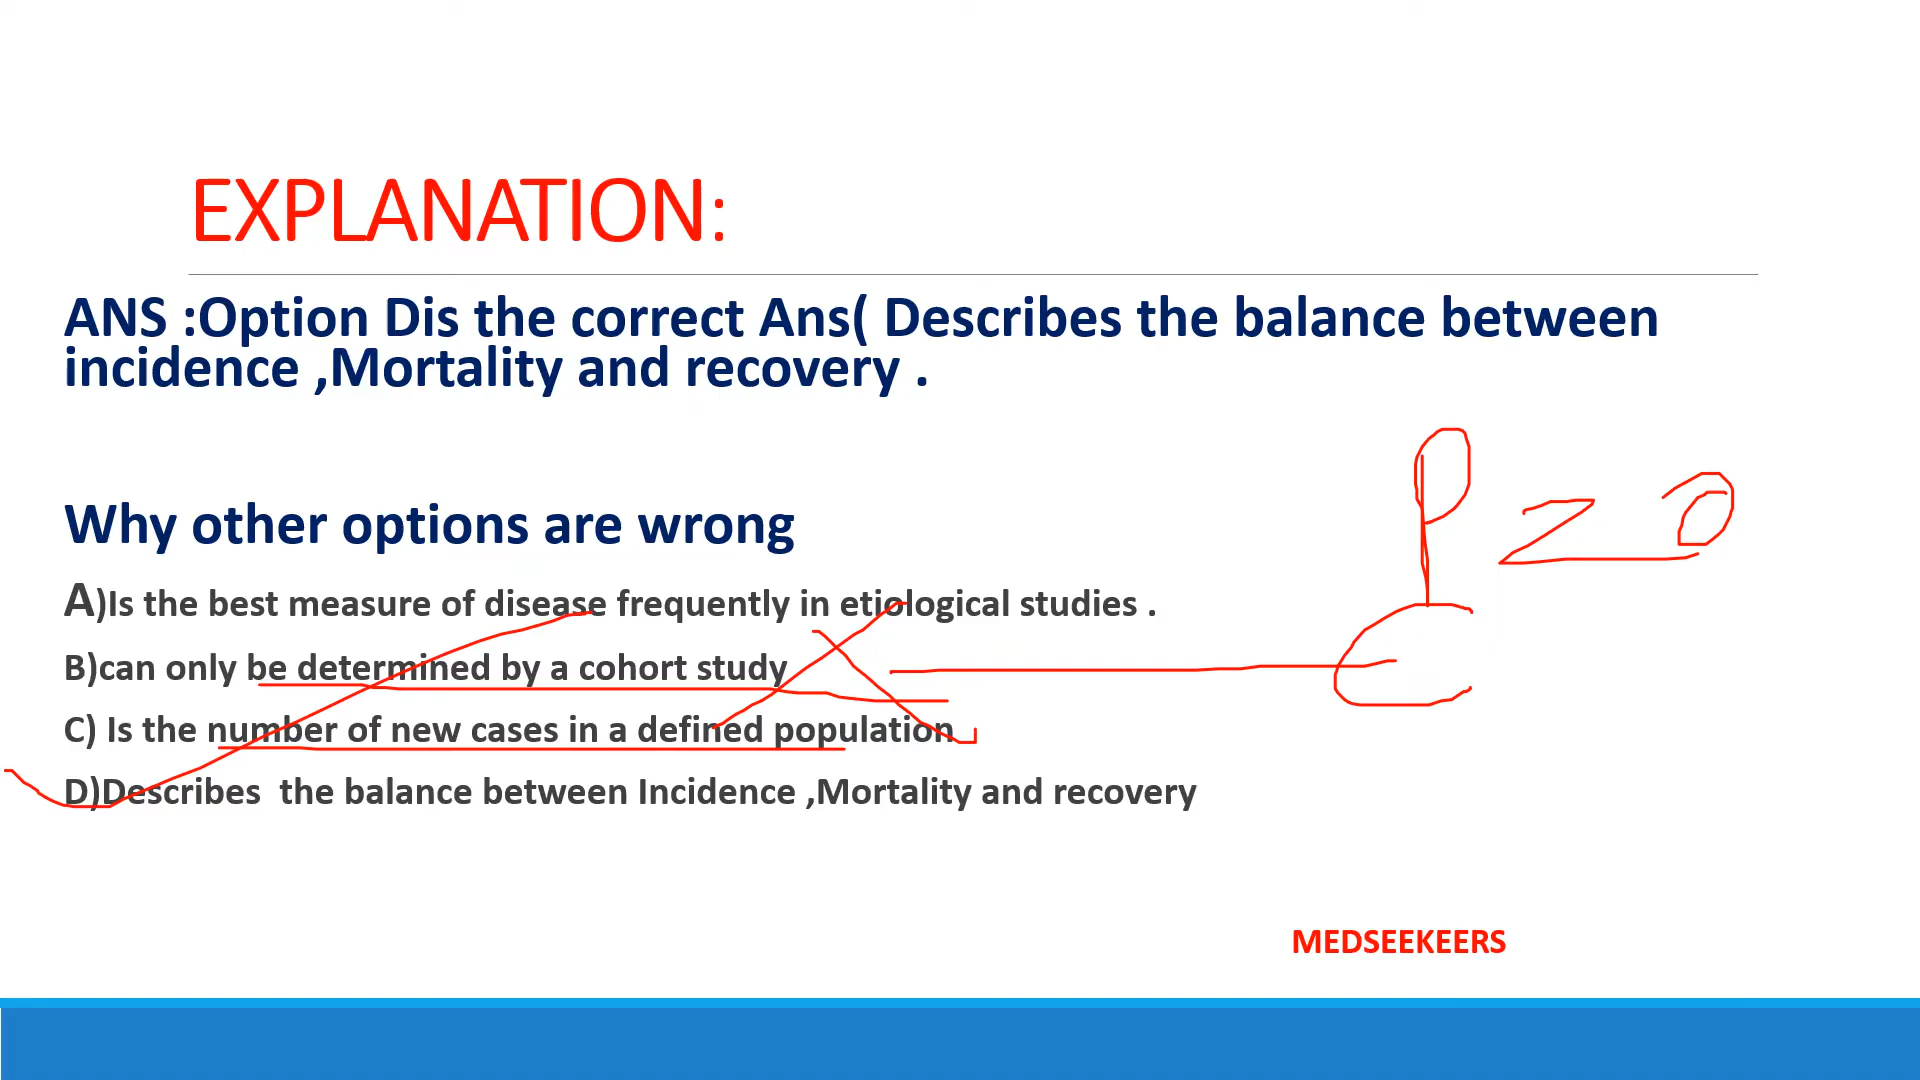 EXPLANATION:
ANS :Option Dis the correct Ans( Describes the balance between
incidence ,Mortality and recovery .
Why other options are wrong
A)Is the best measure of disease frequently in etiological studies .
B)can only be determined by a cohort study
C) Is the number of new cases in a defined population
D)Describes the balance between Incidence ,Mortality and recovery
MEDSEEKEERS